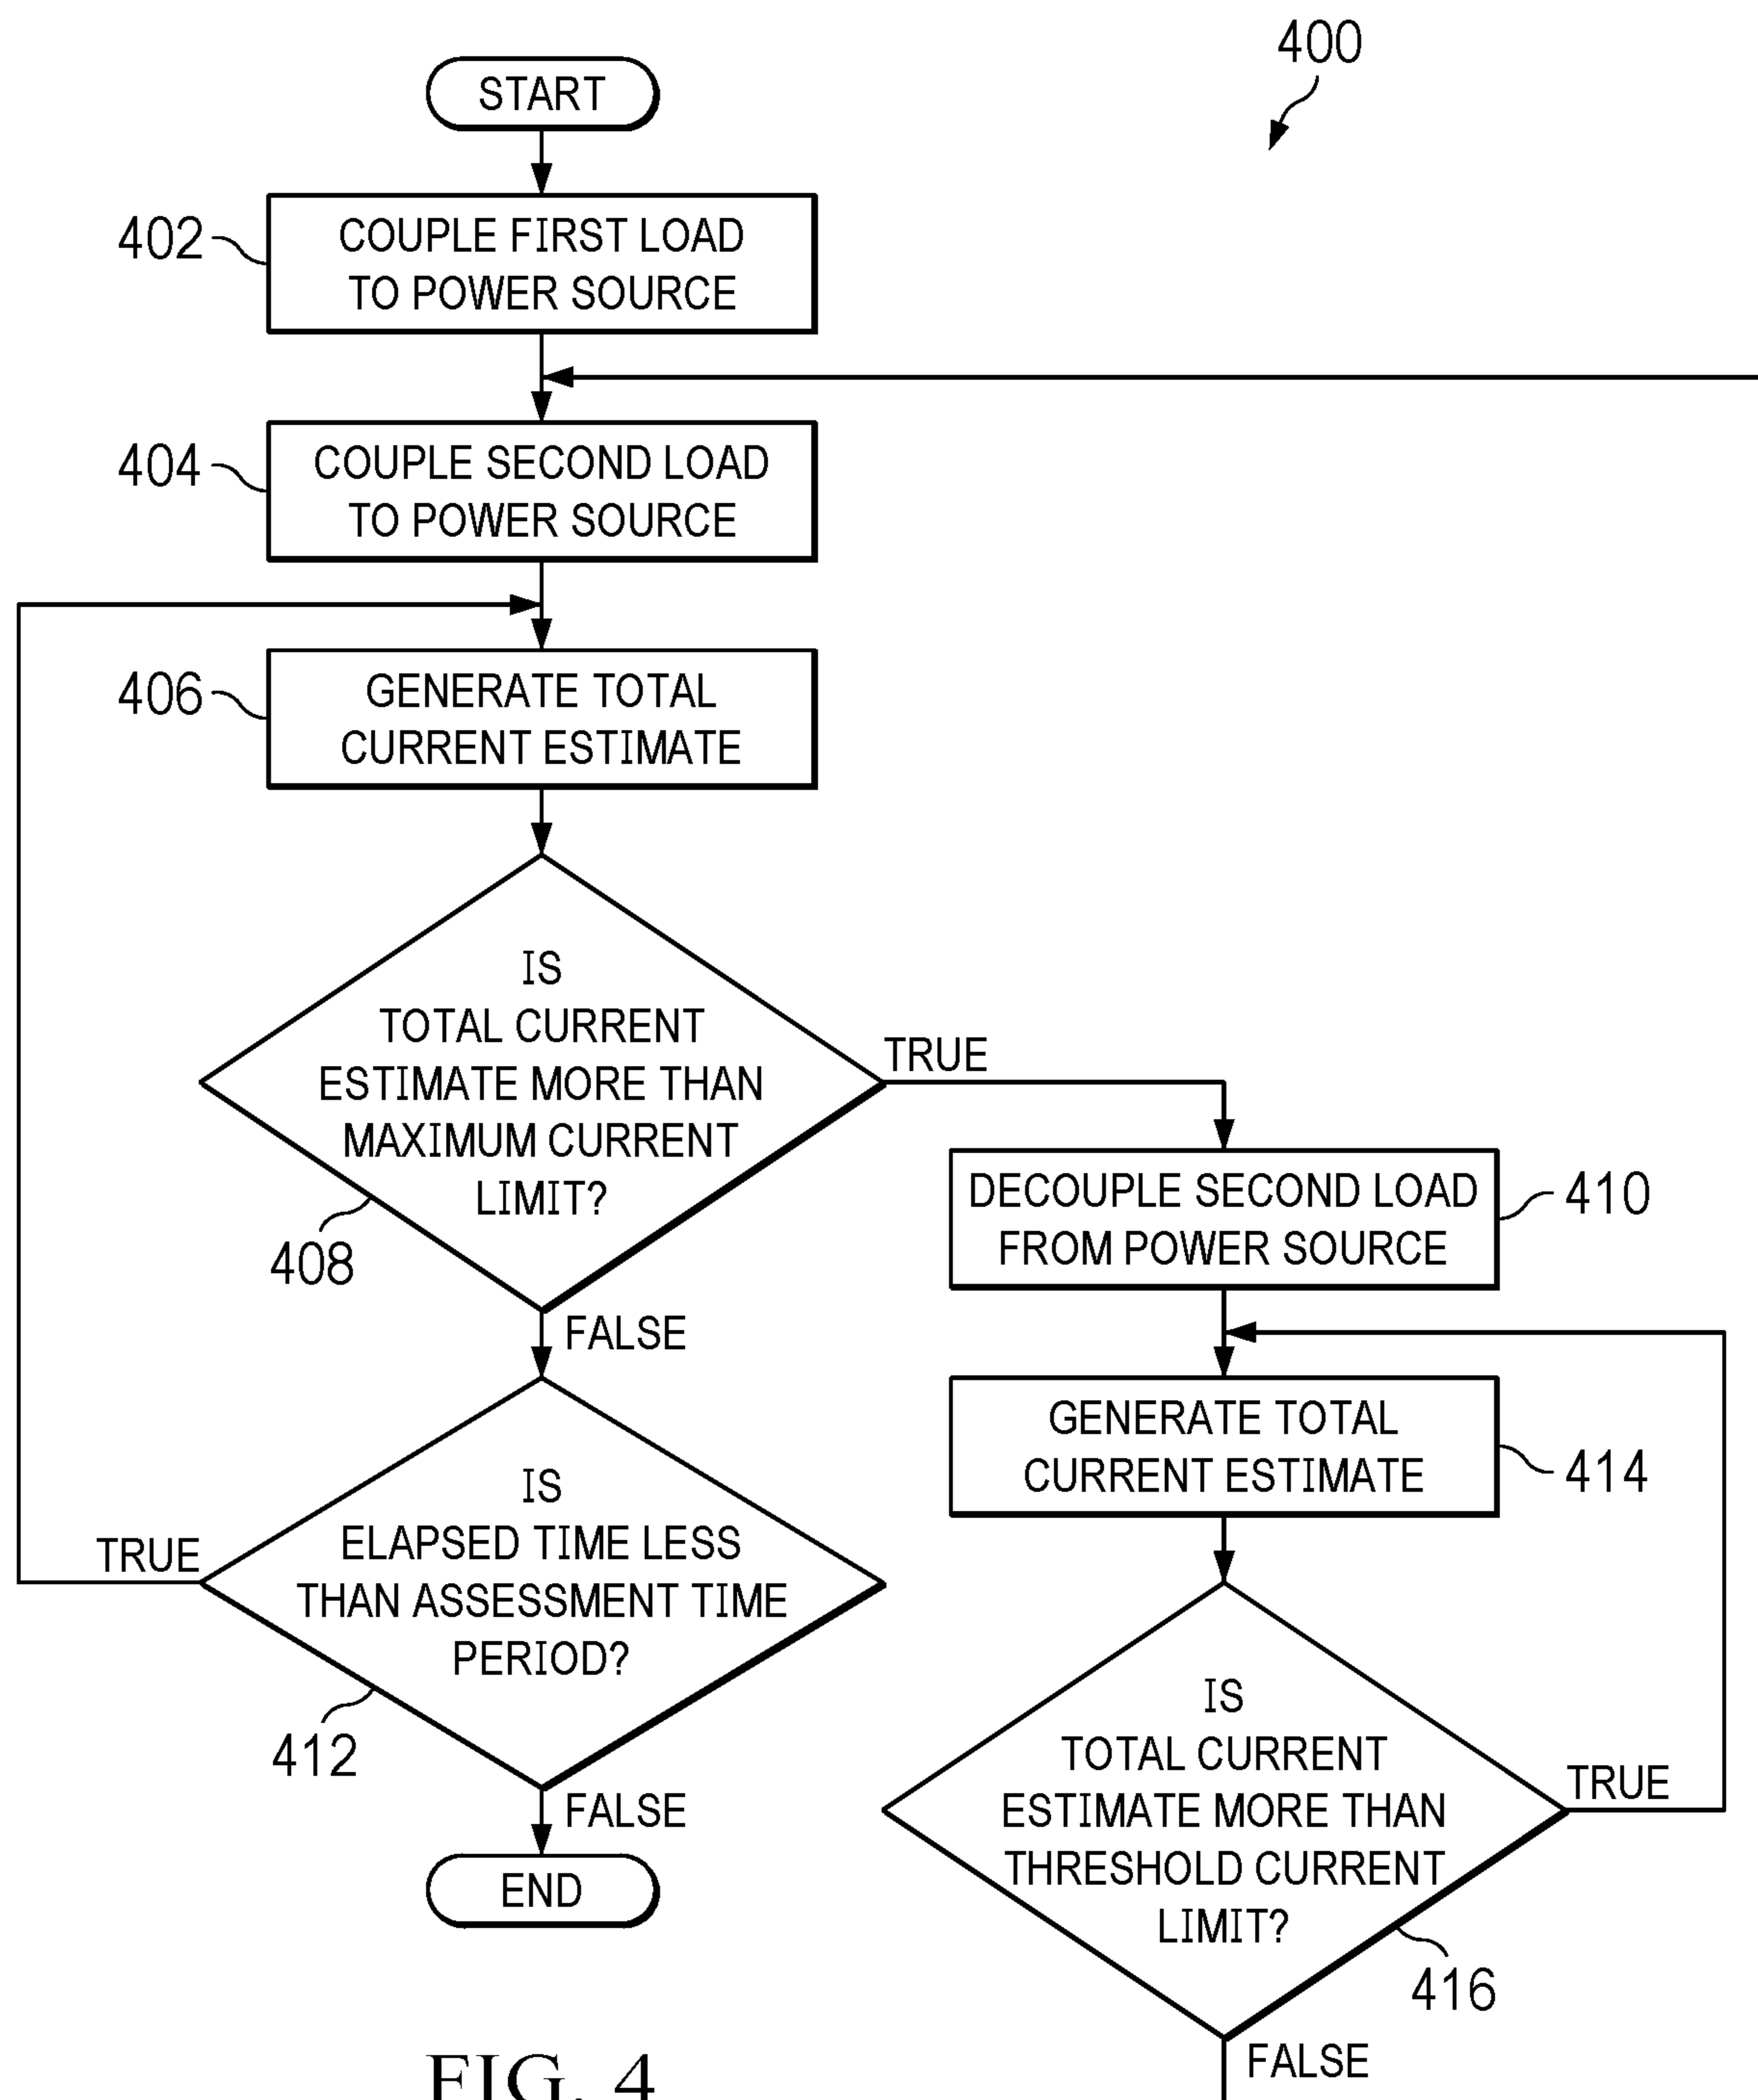 400
START
402
COUPLE FIRST LOAD
TO POWER SOURCE
404
COUPLE SECOND LOAD
TO POWER SOURCE
406
GENERATE TOTAL
CURRENT ESTIMATE
IS
TOTAL CURRENT
ESTIMATE MORE THAN
MAXIMUM CURRENT
LIMIT?
408
TRUE
FALSE
DECOUPLE SECOND LOAD
FROM POWER SOURCE
410
GENERATE TOTAL
CURRENT ESTIMATE
414
IS
ELAPSED TIME LESS
THAN ASSESSMENT TIME
PERIOD?
412
TRUE
FALSE
END
IS
TOTAL CURRENT
ESTIMATE MORE THAN
THRESHOLD CURRENT
LIMIT?
416
TRUE
FALSE
FIG. 4